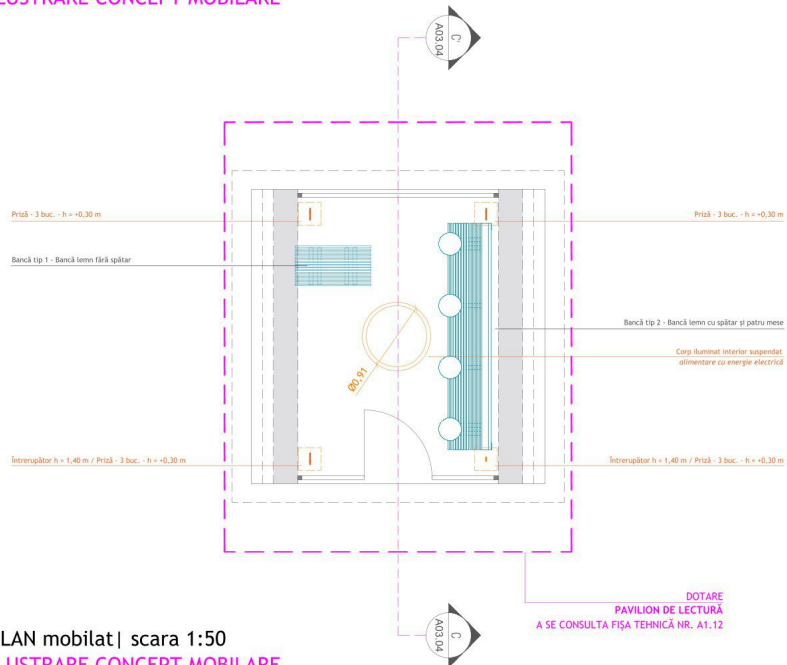 LUSTRARE CONCEPT MOBILARE
C'
A03.04
Priză - 3 buc. - h = +0,30 m
Priză - 3 buc. - h = +0,30 m
Bancă tip 1 - Bancă lemn fără spătar
Bancă tip 2 - Bancă lemn cu spătar și patru mese
Corp iluminat interior suspendat
alimentare cu energie electrică
Ø0.91
Întrerupător h = 1,40 m / Priză - 3 buc. - h = +0,30 m
Întrerupător h = 1,40 m / Priză - 3 buc. - h = +0,30 m
DOTARE
PAVILION DE LECTURĂ
A SE CONSULTA FIȘA TEHNICĂ NR. A1.12
C
A03.04
LAN mobilat| scara 1:50
LUSTRARE CONCEPT MOBILARE